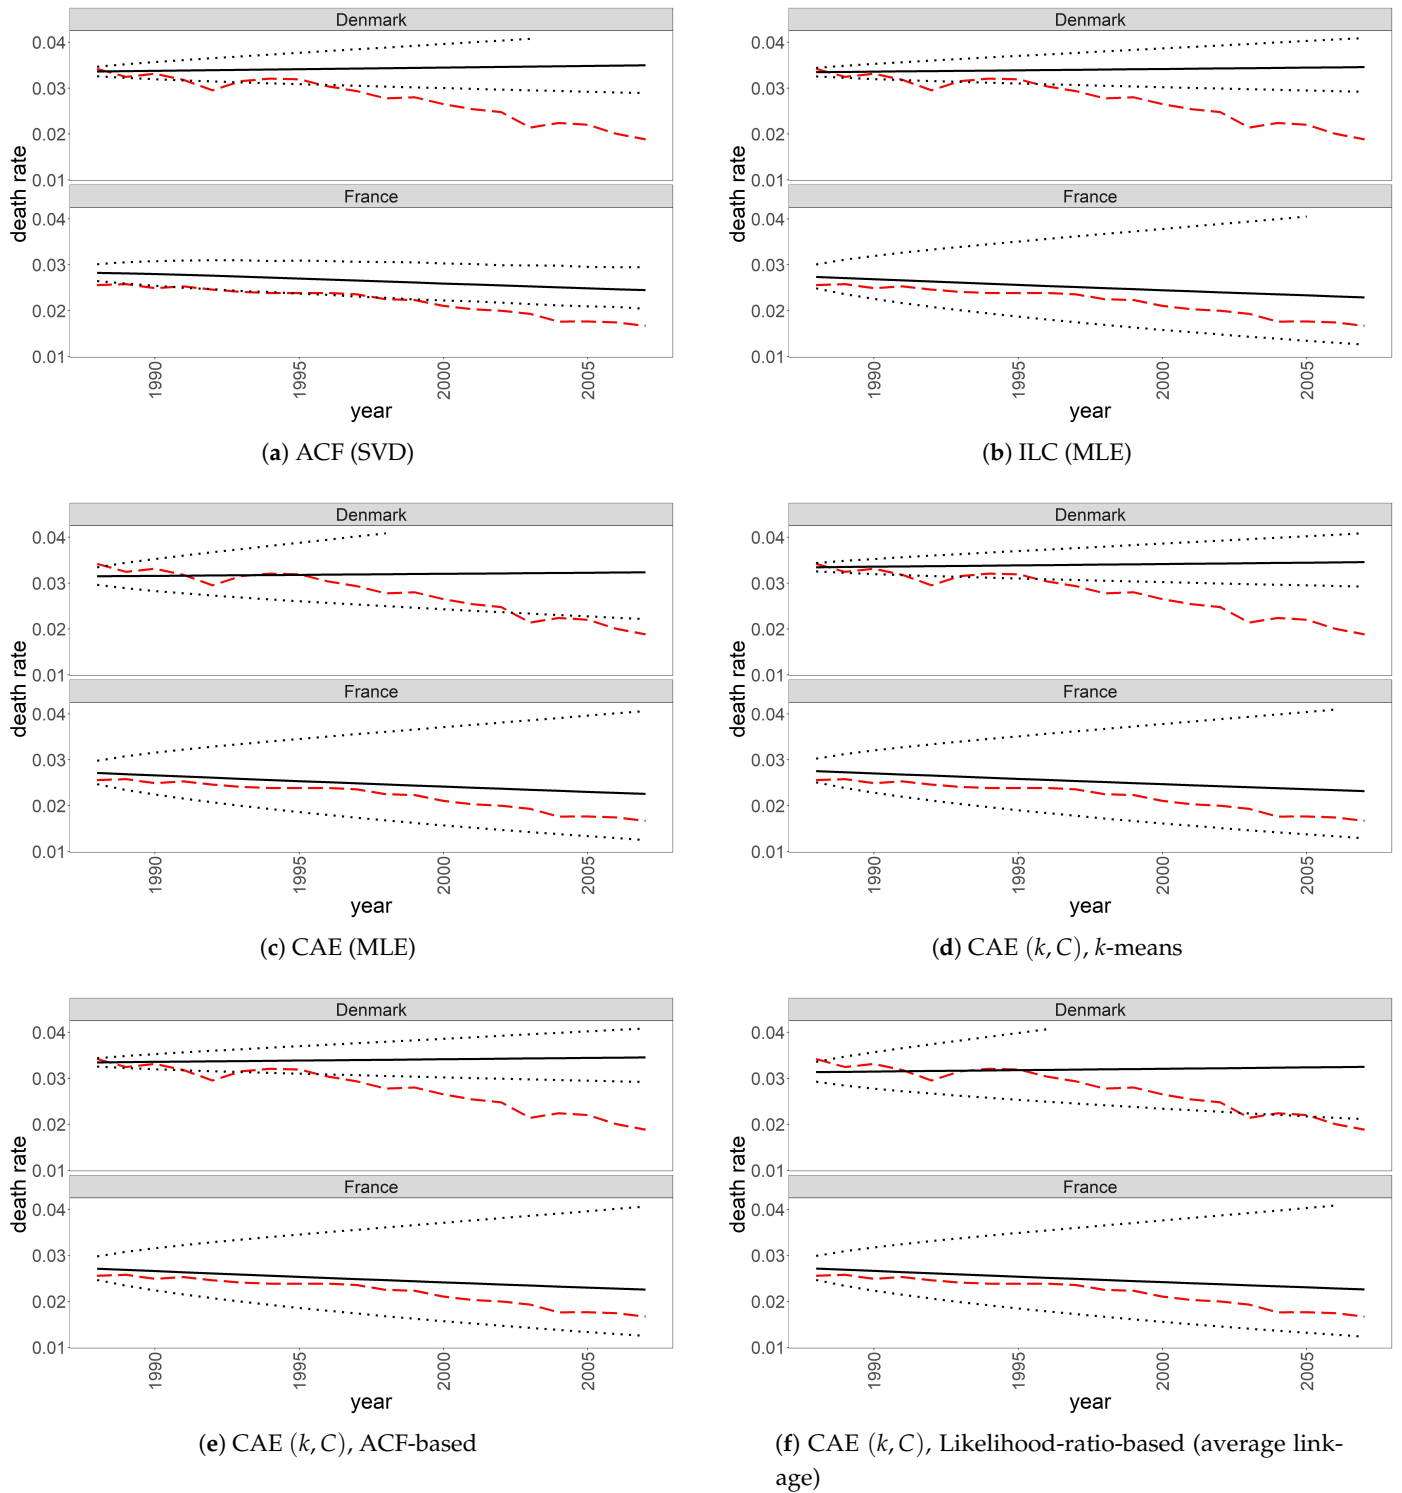 Denmark
0.04
0.03
0.02
0.01
France
0.04
0.03
0.02
0.01
death rate
1990
1995
2000
2005
year
(a) ACF (SVD)
Denmark
0.04
0.03
0.02
0.01
France
0.04
0.03
0.02
0.01
death rate
1990
1995
2000
2005
year
(b) ILC (MLE)
Denmark
0.04
0.03
0.02
0.01
France
0.04
0.03
0.02
0.01
death rate
1990
1995
2000
2005
year
(c) CAE (MLE)
Denmark
0.04
0.03
0.02
0.01
France
0.04
0.03
0.02
0.01
death rate
1990
1995
2000
2005
year
(d) CAE (k, C), k-means
Denmark
0.04
0.03
0.02
0.01
France
0.04
0.03
0.02
0.01
death rate
1990
1995
2000
2005
year
(e) CAE (k, C), ACF-based
Denmark
0.04
0.03
0.02
0.01
France
0.04
0.03
0.02
0.01
death rate
1990
1995
2000
2005
year
(f) CAE (k, C), Likelihood-ratio-based (average link-
age)